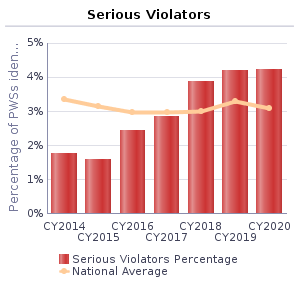 Serious Violators
Percentage of PWSs iden...
5%
4%
3%
2%
1%
0%
CY2014
CY2015
CY2016
CY2017
CY2018
CY2019
CY2020
Serious Violators Percentage
National Average